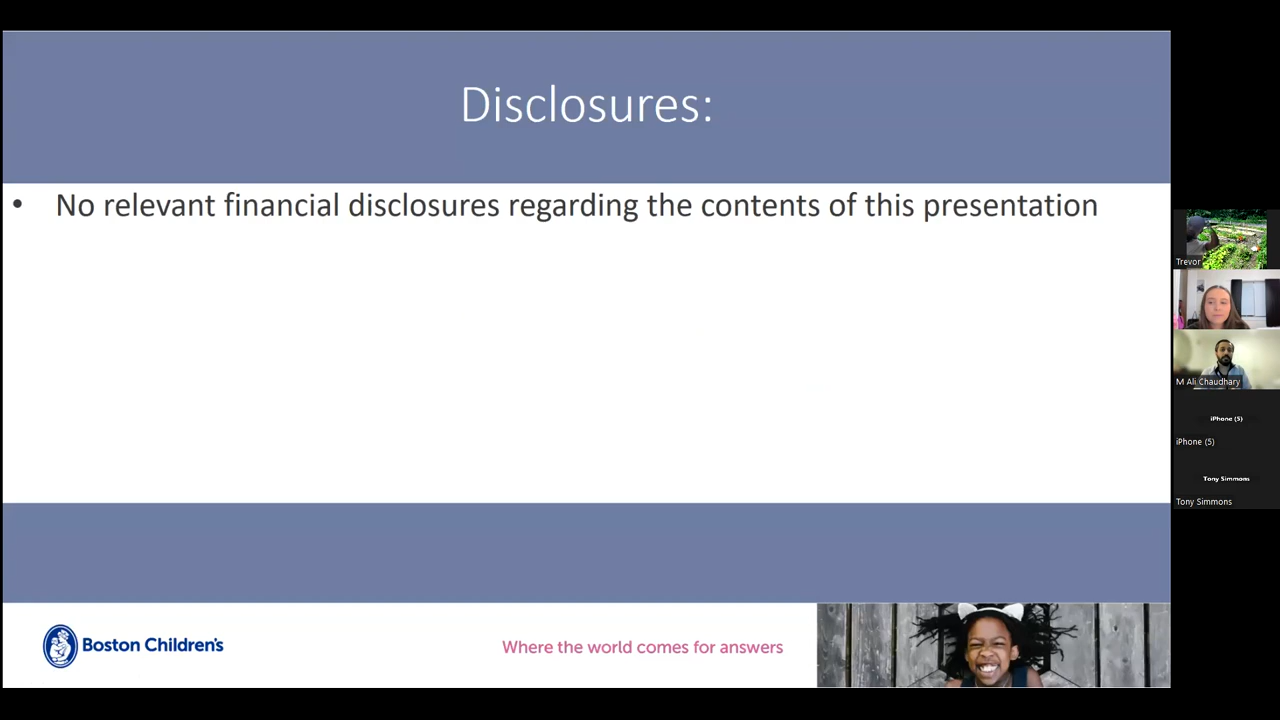 Disclosures:
• No relevant financial disclosures regarding the contents of this presentation
Trevor
M Ali Chaudhary
iPhone (5)
iPhone (5)
Tony Simmons
Tony Simmons
Boston Children's
Where the world comes for answers